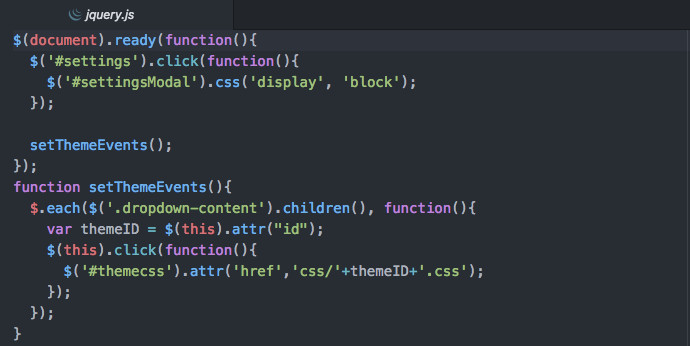 jquery.js
$(document).ready(function(){
  $('#settings').click(function(){
    $('#settingsModal').css('display', 'block');
  });

  setThemeEvents();
});
function setThemeEvents(){
  $.each($('.dropdown-content').children(), function(){
    var themeID = $(this).attr("id");
    $(this).click(function(){
      $('#themecss').attr('href','css/'+themeID+'.css');
    });
  });
}